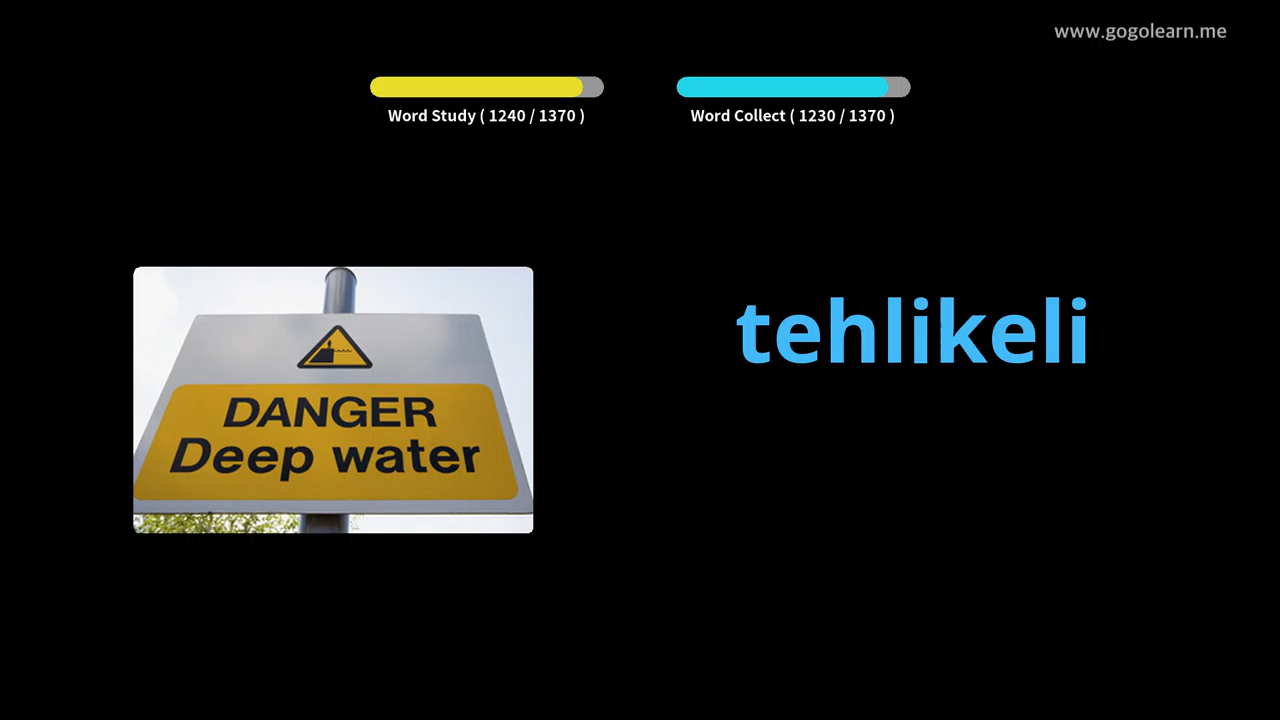 www.gogolearn.me
Word Study ( 1240 / 1370 )
Word Collect ( 1230 / 1370 )
tehlikeli
DANGER
Deep water